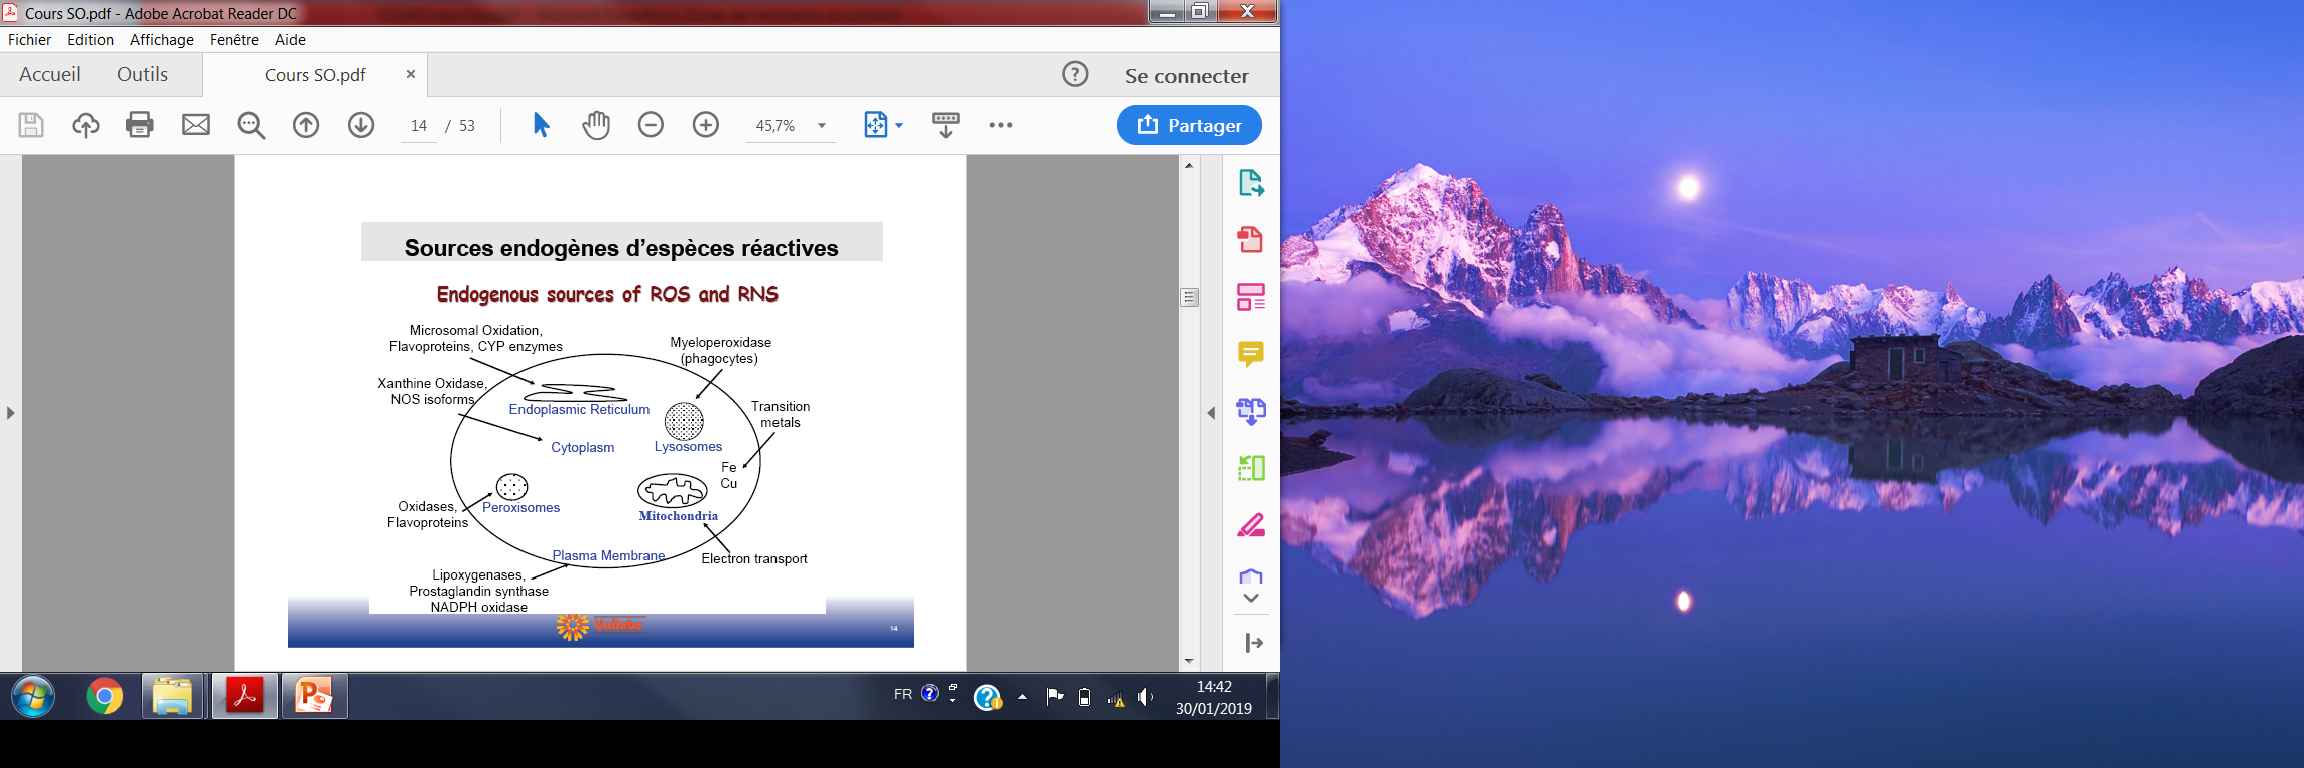 Cours SO.pdf - Adobe Acrobat Reader DC
Fichier Edition Affichage Fenêtre Aide
Accueil Outils Cours SO.pdf × ? Se connecter
14 / 53 45,7% Partager
Sources endogènes d'espèces réactives
Endogenous sources of ROS and RNS
Microsomal Oxidation,
Flavoproteins, CYP enzymes
Myeloperoxidase
(phagocytes)
Xanthine Oxidase,
NOS isoforms
Endoplasmic Reticulum
Transition
metals
Cytoplasm
Lysosomes
Fe
Cu
Oxidases,
Flavoproteins
Peroxisomes
Mitochondria
Plasma Membrane
Electron transport
Lipoxygenases,
Prostaglandin synthase
NADPH oxidase
Unilabs
14
FR
14:42
30/01/2019